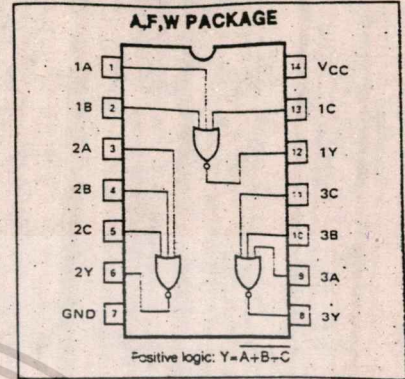 A,F,W PACKAGE
1A 1 14 VCC
1B 2 13 1C
2A 3 12 1Y
2B 4 11 3C
2C 5 10 3B
2Y 6 9 3A
GND 7 8 3Y
Positive logic: Y=A+B+C